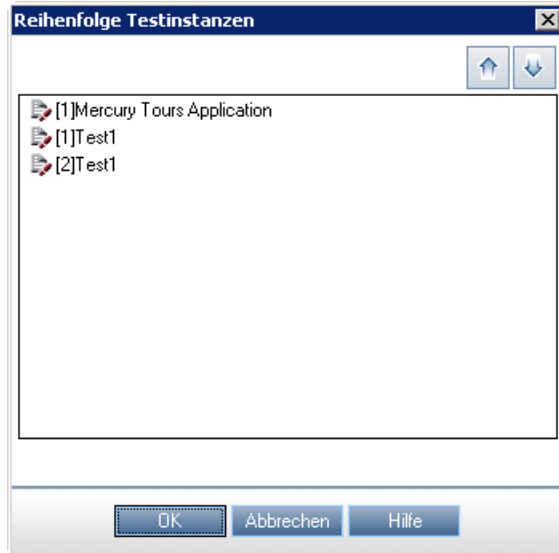 Reihenfolge Testinstanzen
[1]Mercury Tours Application
[1]Test1
[2]Test1
OK Abbrechen Hilfe